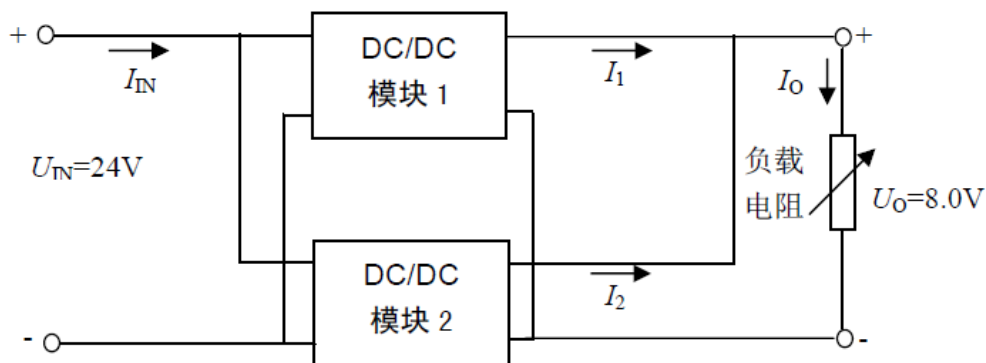 +
I_IN
DC/DC
模块 1
I_1
+
I_O
U_IN=24V
负载
电阻
U_O=8.0V
DC/DC
模块 2
I_2
-
-